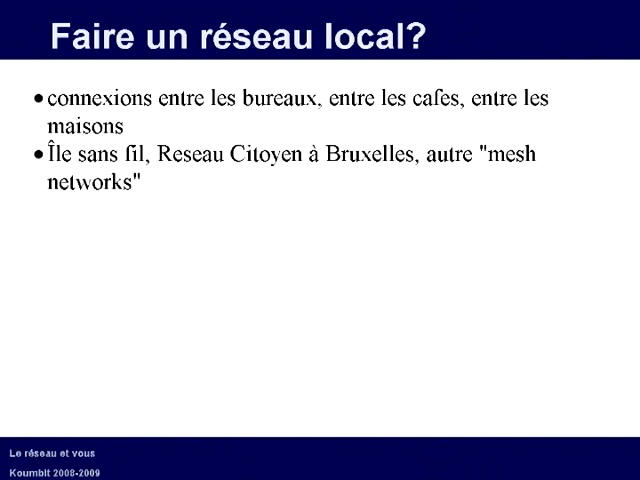 Faire un réseau local?
• connexions entre les bureaux, entre les cafes, entre les
maisons
• Île sans fil, Reseau Citoyen à Bruxelles, autre "mesh
networks"
Le réseau et vous
Koumbit 2008-2009